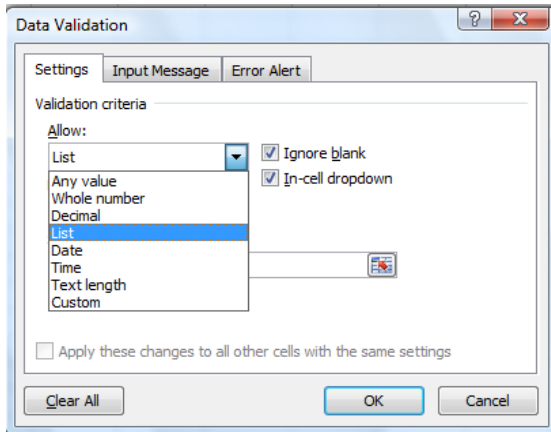 Data Validation
Settings Input Message Error Alert
Validation criteria
Allow:
List
Ignore blank
Any value
In-cell dropdown
Whole number
Decimal
List
Date
Time
Text length
Custom
Apply these changes to all other cells with the same settings
Clear All OK Cancel